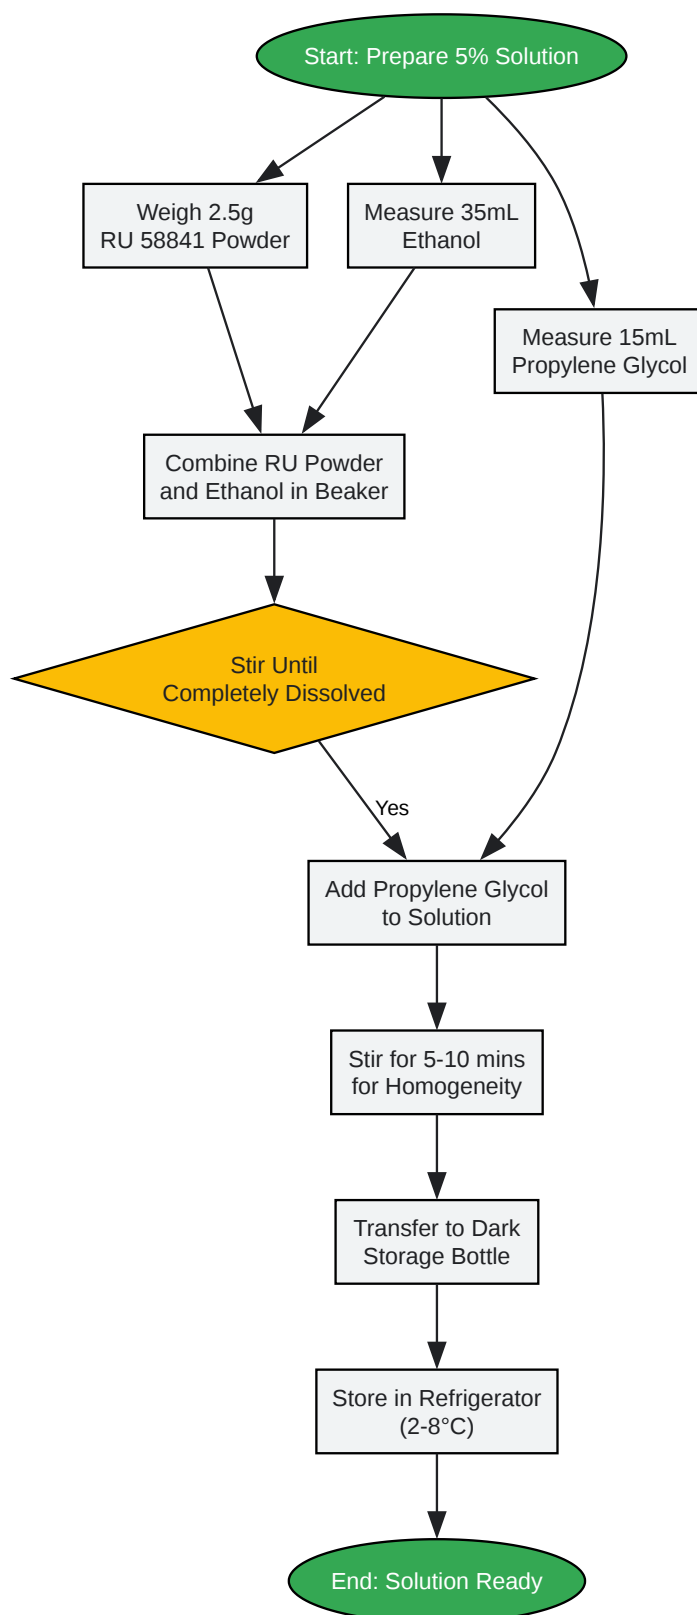 Start: Prepare 5% Solution
Weigh 2.5g
RU 58841 Powder
Measure 35mL
Ethanol
Measure 15mL
Propylene Glycol
Combine RU Powder
and Ethanol in Beaker
Stir Until
Completely Dissolved
Yes
Add Propylene Glycol
to Solution
Stir for 5-10 mins
for Homogeneity
Transfer to Dark
Storage Bottle
Store in Refrigerator
(2-8°C)
End: Solution Ready